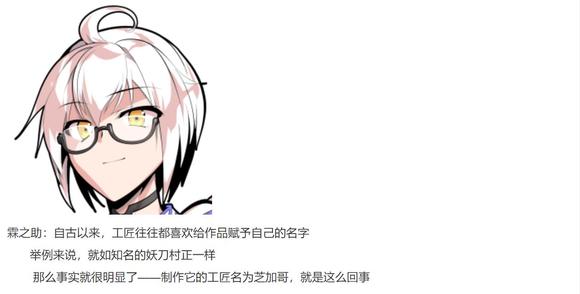 霖之助：自古以来，工匠往往都喜欢给作品赋予自己的名字
举例来说，就如知名的妖刀村正一样
那么事实就很明显了——制作它的工匠名为芝加哥，就是这么回事